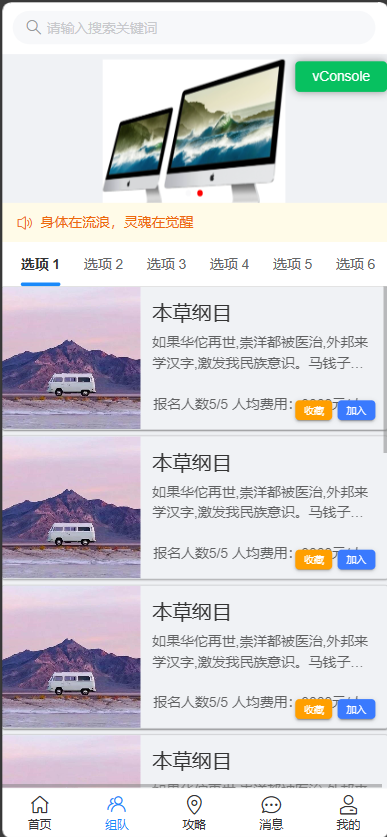 请输入搜索关键词
vConsole
身体在流浪，灵魂在觉醒
选项 1 选项 2 选项 3 选项 4 选项 5 选项 6
本草纲目
如果华佗再世,崇洋都被医治,外邦来
学汉字,激发我民族意识。马钱子...
报名人数5/5 人均费用：
收藏 加入
本草纲目
如果华佗再世,崇洋都被医治,外邦来
学汉字,激发我民族意识。马钱子...
报名人数5/5 人均费用：
收藏 加入
本草纲目
如果华佗再世,崇洋都被医治,外邦来
学汉字,激发我民族意识。马钱子...
报名人数5/5 人均费用：
收藏 加入
本草纲目
首页 组队 攻略 消息 我的